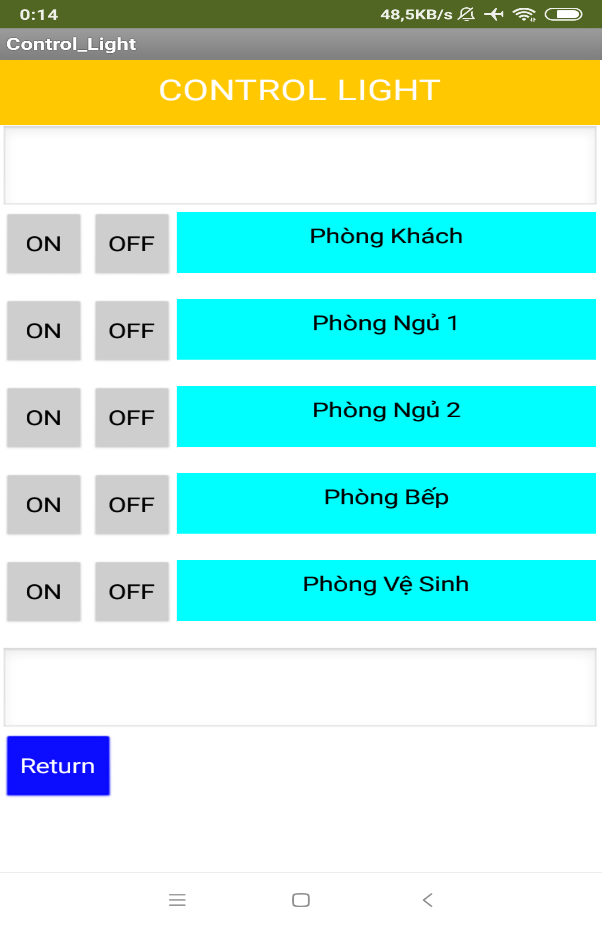 0:14 48,5KB/s
Control_Light
CONTROL LIGHT
ON OFF Phòng Khách
ON OFF Phòng Ngủ 1
ON OFF Phòng Ngủ 2
ON OFF Phòng Bếp
ON OFF Phòng Vệ Sinh
Return